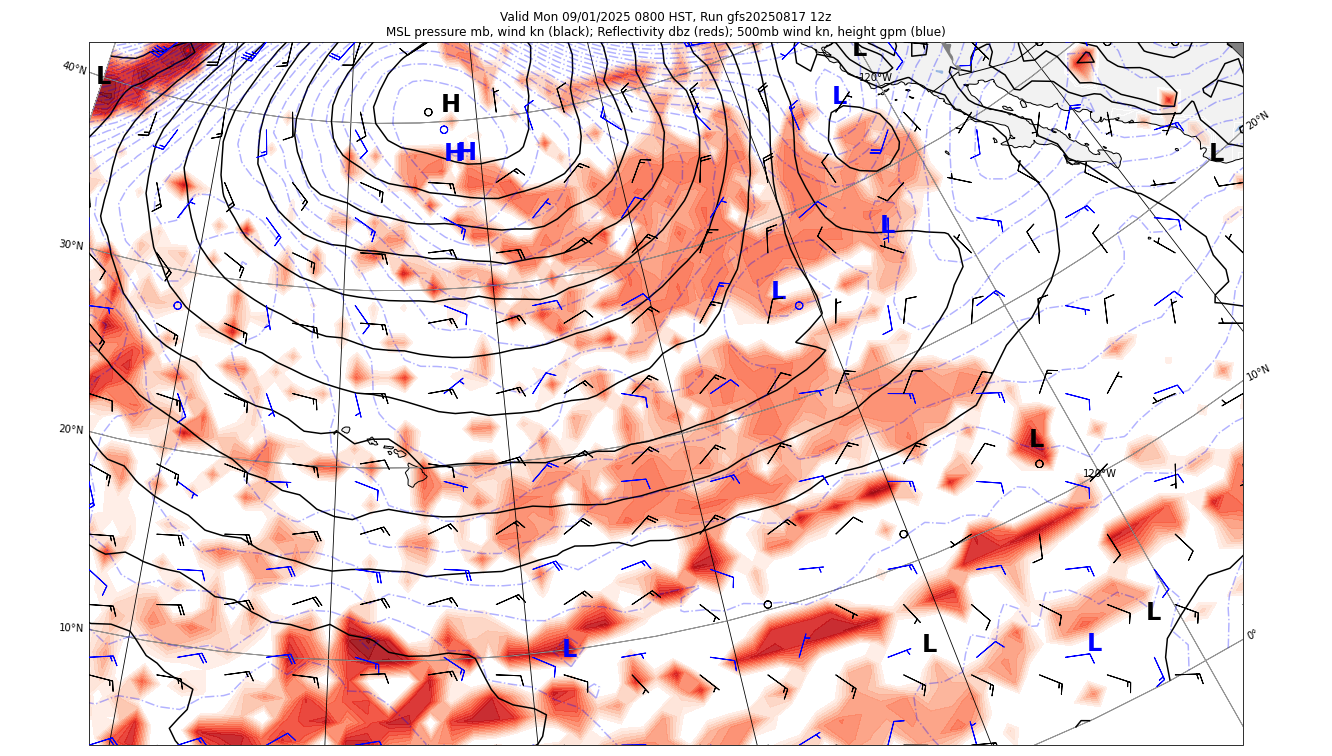 Valid Mon 09/01/2025 0800 HST, Run gfs20250817 12z
MSL pressure mb, wind kn (black); Reflectivity dbz (reds); 500mb wind kn, height gpm (blue)
L
40°N
L
120°W
H
L
20°N
H H
L
30°N
L
L
10°N
20°N
L
120°W
10°N
L
0°
L
L
L